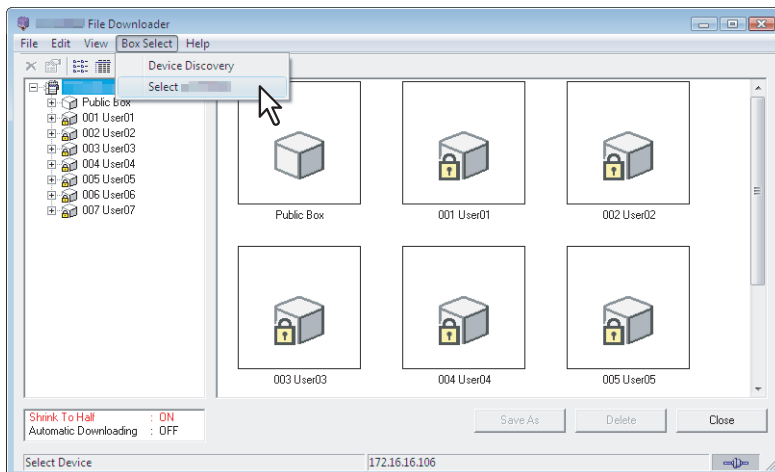 File Downloader
File Edit View Box Select Help
Device Discovery
Select
Public Box
001 User01
002 User02
003 User03
004 User04
005 User05
006 User06
007 User07
Public Box 001 User01 002 User02
003 User03 004 User04 005 User05
Shrink To Half : ON
Automatic Downloading : OFF
Save As Delete Close
Select Device 172.16.16.106